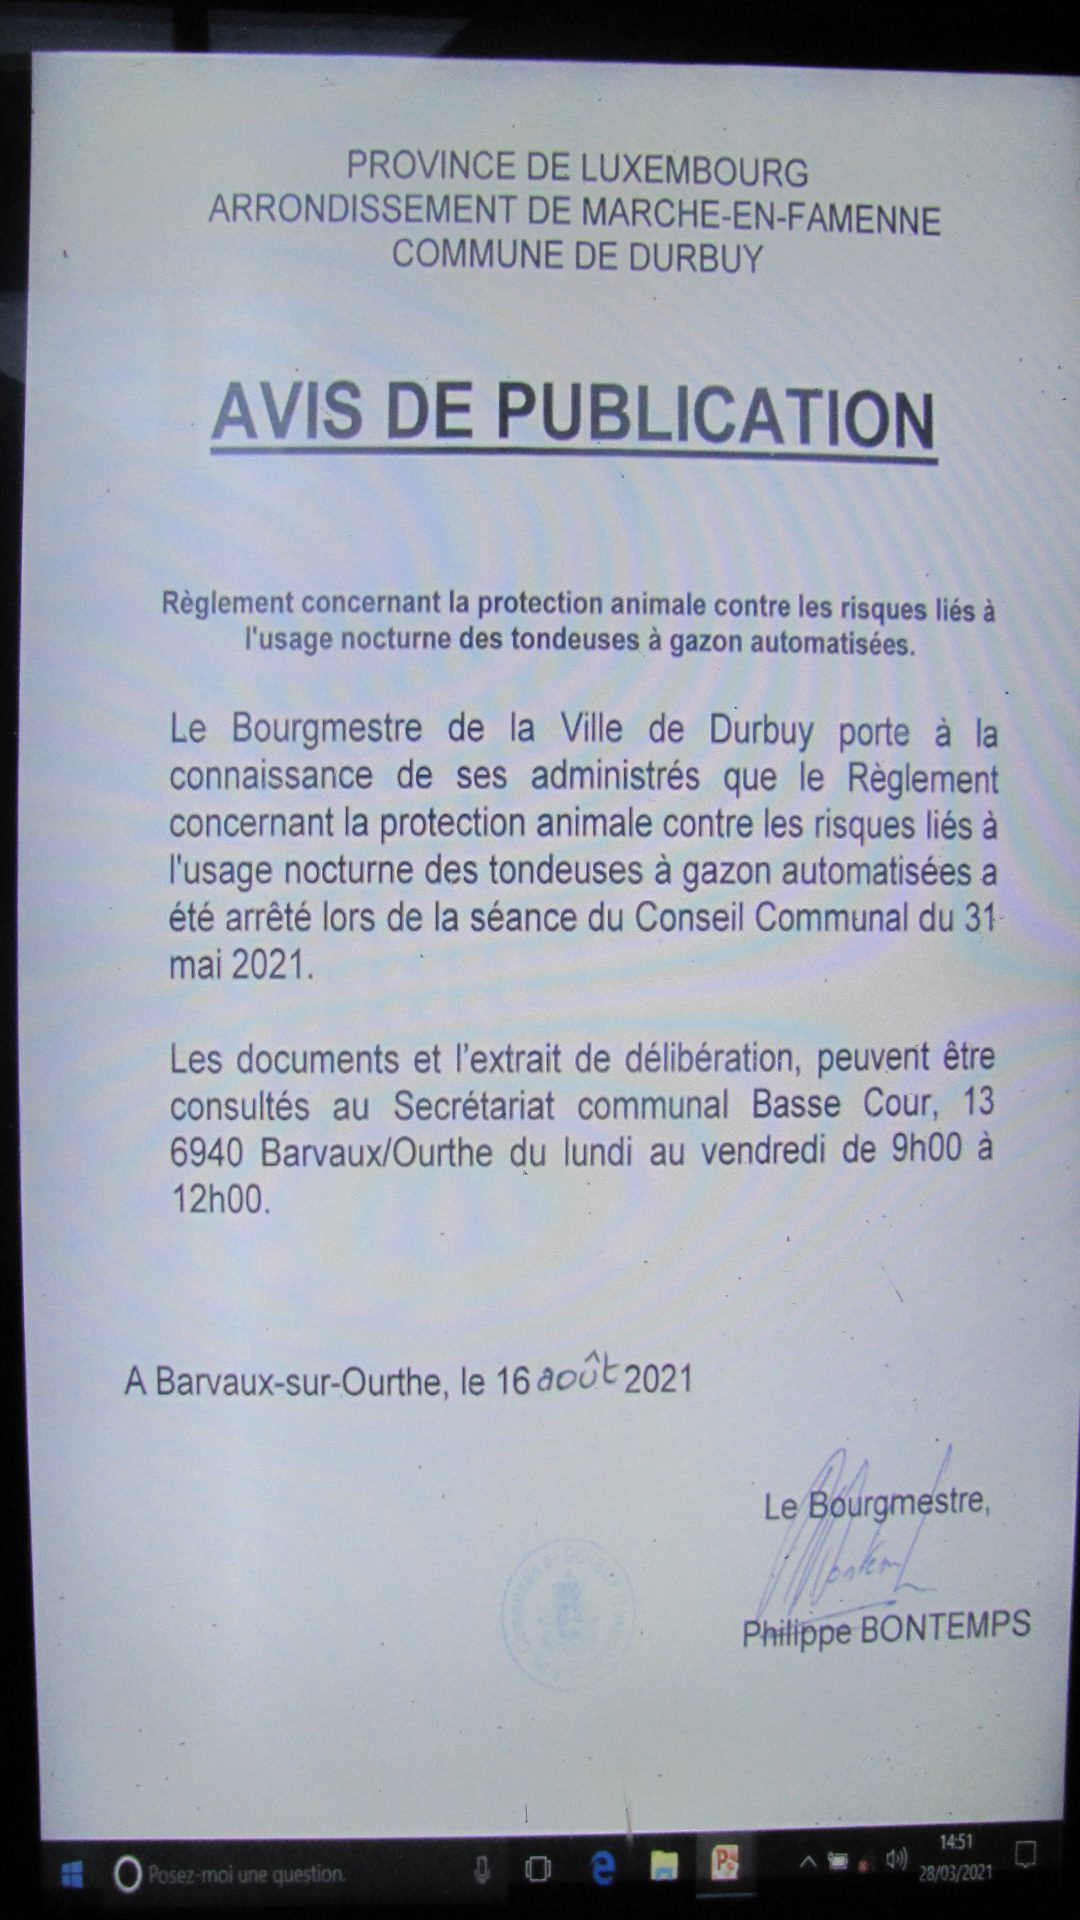 PROVINCE DE LUXEMBOURG
ARRONDISSEMENT DE MARCHE-EN-FAMENNE
COMMUNE DE DURBUY
AVIS DE PUBLICATION
Règlement concernant la protection animale contre les risques liés à
l'usage nocturne des tondeuses à gazon automatisées.
Le Bourgmestre de la Ville de Durbuy porte à la
connaissance de ses administrés que le Règlement
concernant la protection animale contre les risques liés à
l'usage nocturne des tondeuses à gazon automatisées a
été arrêté lors de la séance du Conseil Communal du 31
mai 2021.
Les documents et l'extrait de délibération, peuvent être
consultés au Secrétariat communal Basse Cour, 13
6940 Barvaux/Ourthe du lundi au vendredi de 9h00 à
12h00.
A Barvaux-sur-Ourthe, le 16 août 2021
Le Bourgmestre,
Philippe BONTEMPS
Posez-moi une question.
14:51
28/03/2021